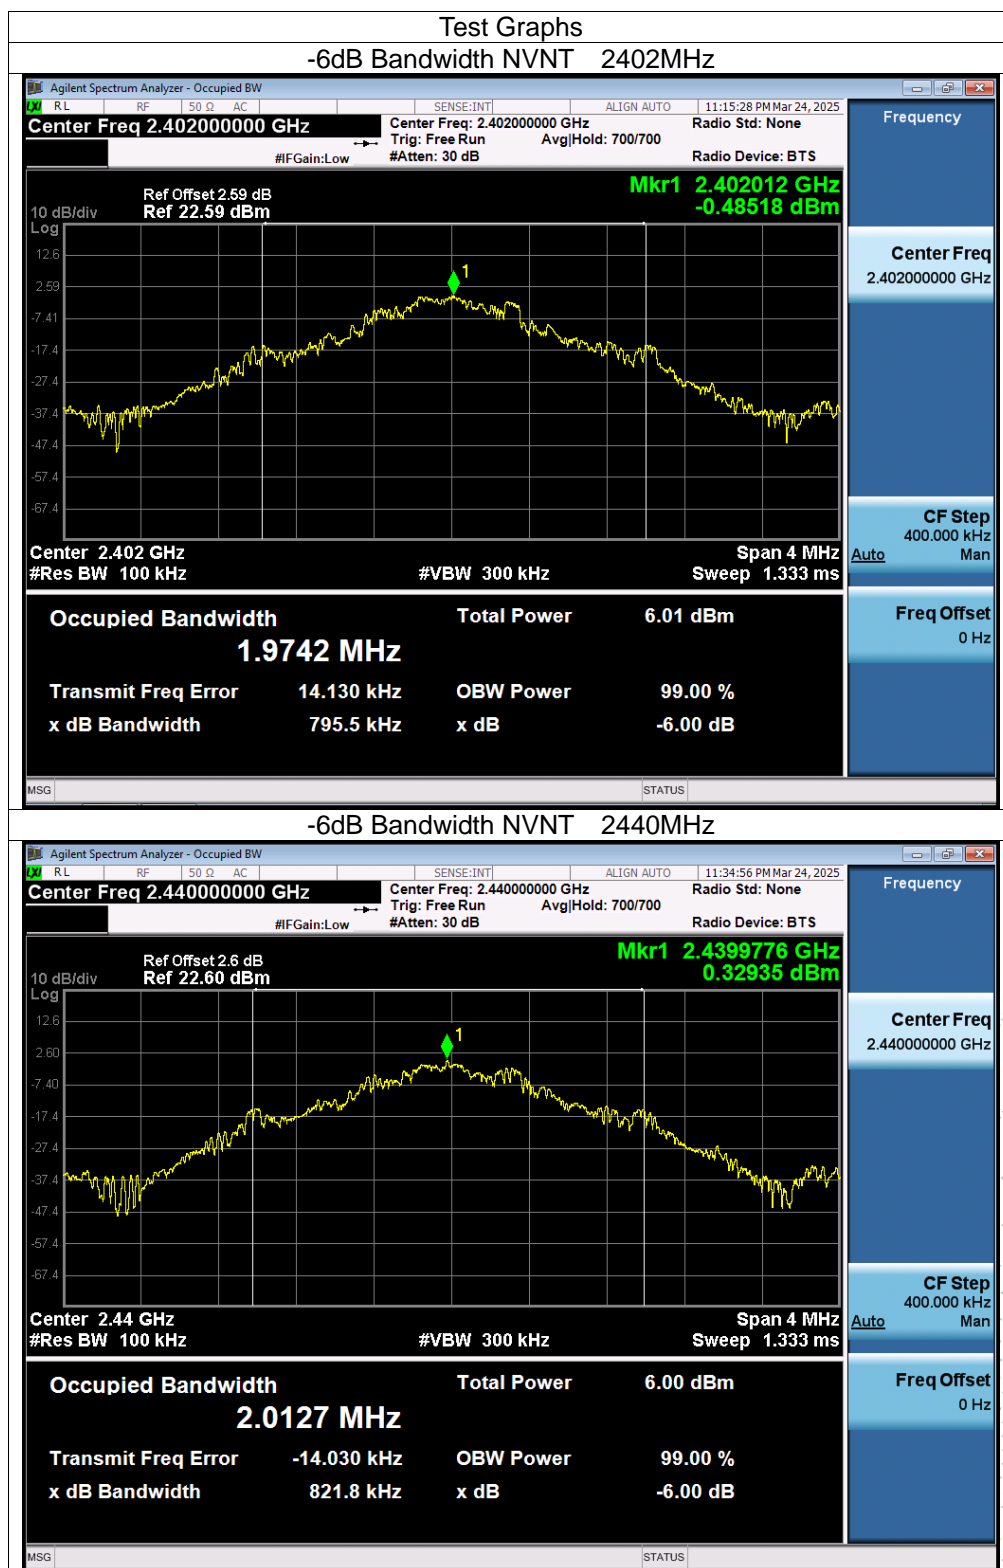 Test Graphs
-6dB Bandwidth NVNT 2402MHz
Agilent Spectrum Analyzer - Occupied BW
LXI RL RF 50 Ω AC SENSE:INT ALIGN AUTO 11:15:28 PM Mar 24, 2025
Center Freq 2.402000000 GHz Center Freq: 2.402000000 GHz Radio Std: None
Trig: Free Run Avg|Hold: 700/700
#IFGain:Low #Atten: 30 dB Radio Device: BTS
Frequency
Mkr1 2.402012 GHz
-0.48518 dBm
Ref Offset 2.59 dB
10 dB/div Ref 22.59 dBm
Log
12.6
2.59
-7.41
-17.4
-27.4
-37.4
-47.4
-57.4
-67.4
1
Center Freq
2.402000000 GHz
Center 2.402 GHz Span 4 MHz
#Res BW 100 kHz #VBW 300 kHz Sweep 1.333 ms
CF Step
400.000 kHz
Auto Man
Occupied Bandwidth Total Power 6.01 dBm
1.9742 MHz
Transmit Freq Error 14.130 kHz OBW Power 99.00 %
x dB Bandwidth 795.5 kHz x dB -6.00 dB
Freq Offset
0 Hz
MSG STATUS
-6dB Bandwidth NVNT 2440MHz
Agilent Spectrum Analyzer - Occupied BW
LXI RL RF 50 Ω AC SENSE:INT ALIGN AUTO 11:34:56 PM Mar 24, 2025
Center Freq 2.440000000 GHz Center Freq: 2.440000000 GHz Radio Std: None
Trig: Free Run Avg|Hold: 700/700
#IFGain:Low #Atten: 30 dB Radio Device: BTS
Frequency
Mkr1 2.4399776 GHz
0.32935 dBm
Ref Offset 2.6 dB
10 dB/div Ref 22.60 dBm
Log
12.6
2.60
-7.40
-17.4
-27.4
-37.4
-47.4
-57.4
-67.4
1
Center Freq
2.440000000 GHz
Center 2.44 GHz Span 4 MHz
#Res BW 100 kHz #VBW 300 kHz Sweep 1.333 ms
CF Step
400.000 kHz
Auto Man
Occupied Bandwidth Total Power 6.00 dBm
2.0127 MHz
Transmit Freq Error -14.030 kHz OBW Power 99.00 %
x dB Bandwidth 821.8 kHz x dB -6.00 dB
Freq Offset
0 Hz
MSG STATUS